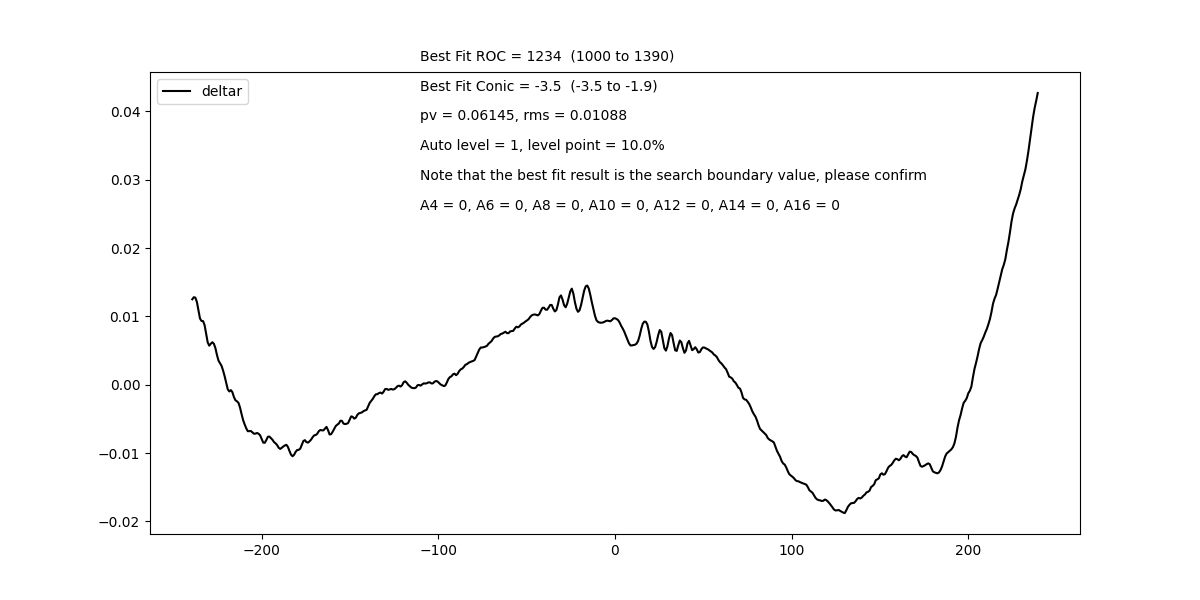 Best Fit ROC = 1234  (1000 to 1390)
deltar
Best Fit Conic = -3.5  (-3.5 to -1.9)
pv = 0.06145, rms = 0.01088
Auto level = 1, level point = 10.0%
Note that the best fit result is the search boundary value, please confirm
A4 = 0, A6 = 0, A8 = 0, A10 = 0, A12 = 0, A14 = 0, A16 = 0
0.04
0.03
0.02
0.01
0.00
−0.01
−0.02
−200
−100
0
100
200